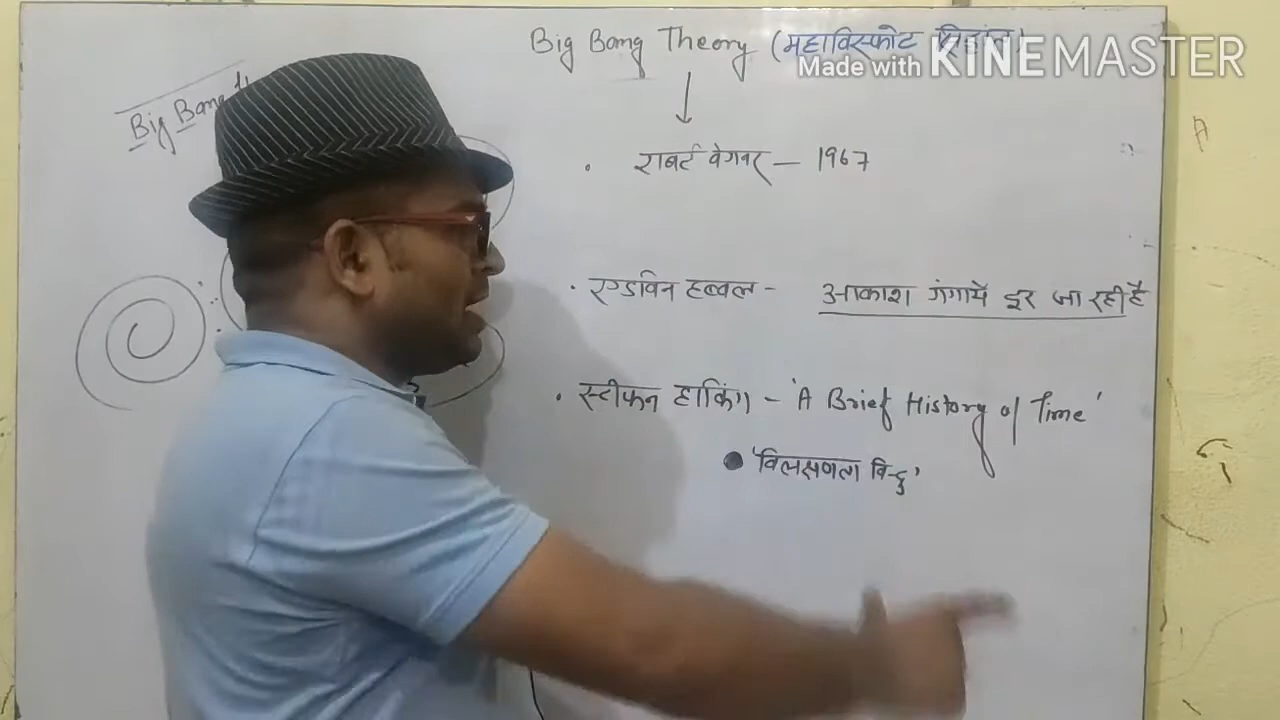 Big Bang Theory (महाविस्फोट सिद्धांत)
Made with KINEMASTER
Big Bang
राबर्ट वेगनर — 1967
एडविन हब्बल - आकाश गंगायें दूर जा रही है
स्टीफन हाकिंग - 'A Brief History of Time'
'विलक्षणता बिन्दु'